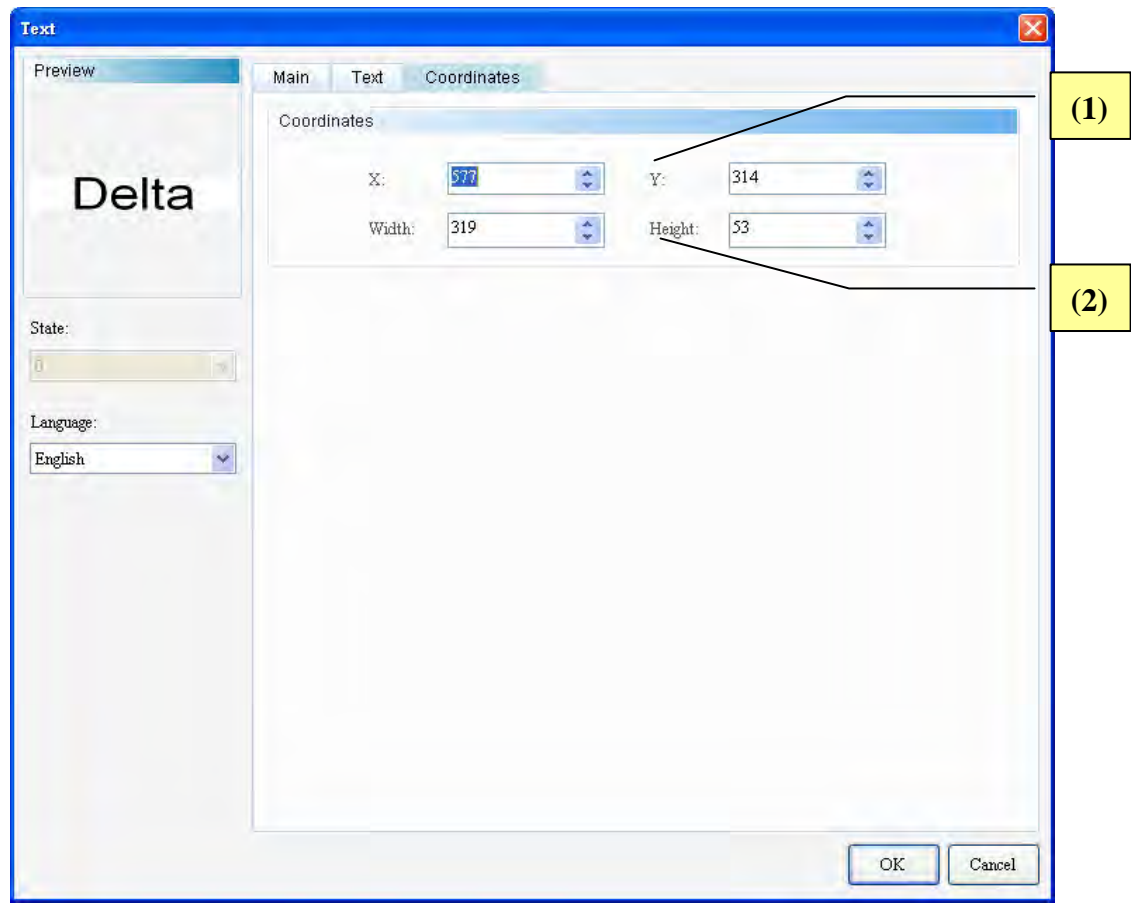 Text
Preview
Main Text Coordinates
(1)
Coordinates
X: 577 Y: 314
Delta
Width: 319 Height: 53
(2)
State:
0
Language:
English
OK Cancel